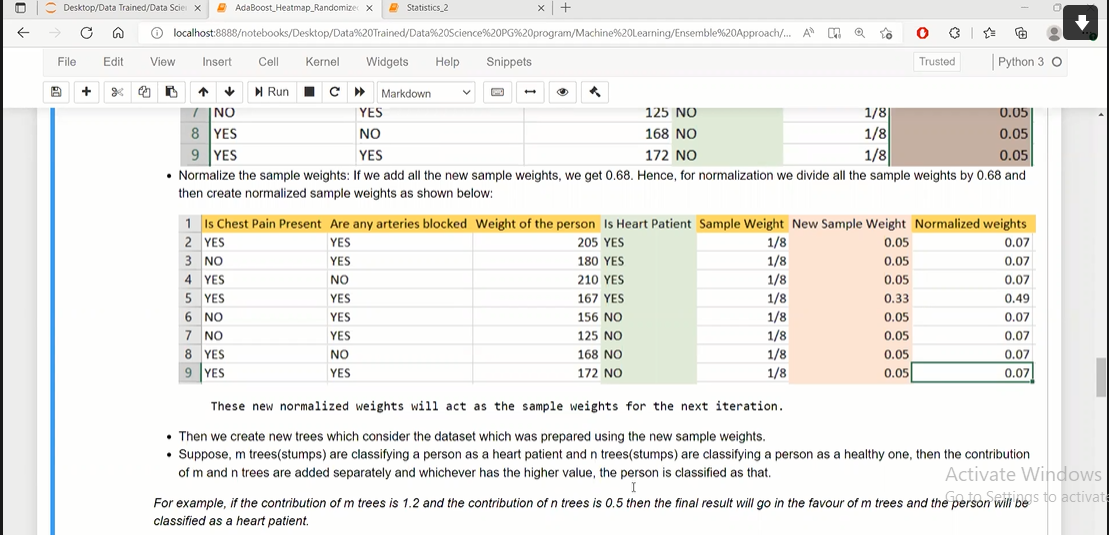 Desktop/Data Trained/Data Scie
AdaBoost_Heatmap_Randomized
Statistics_2
localhost:8888/notebooks/Desktop/Data%20Trained/Data%20Science%20PG%20program/Machine%20Learning/Ensemble%20Approach/...
File Edit View Insert Cell Kernel Widgets Help Snippets Trusted Python 3
Run Markdown
7 NO YES 125 NO 1/8 0.05
8 YES NO 168 NO 1/8 0.05
9 YES YES 172 NO 1/8 0.05
• Normalize the sample weights: If we add all the new sample weights, we get 0.68. Hence, for normalization we divide all the sample weights by 0.68 and
then create normalized sample weights as shown below:
1 Is Chest Pain Present Are any arteries blocked Weight of the person Is Heart Patient Sample Weight New Sample Weight Normalized weights
2 YES YES 205 YES 1/8 0.05 0.07
3 NO YES 180 YES 1/8 0.05 0.07
4 YES NO 210 YES 1/8 0.05 0.07
5 YES YES 167 YES 1/8 0.33 0.49
6 NO YES 156 NO 1/8 0.05 0.07
7 NO YES 125 NO 1/8 0.05 0.07
8 YES NO 168 NO 1/8 0.05 0.07
9 YES YES 172 NO 1/8 0.05 0.07
These new normalized weights will act as the sample weights for the next iteration.
• Then we create new trees which consider the dataset which was prepared using the new sample weights.
• Suppose, m trees(stumps) are classifying a person as a heart patient and n trees(stumps) are classifying a person as a healthy one, then the contribution
of m and n trees are added separately and whichever has the higher value, the person is classified as that.
Activate Windows
Go to Settings to activate
For example, if the contribution of m trees is 1.2 and the contribution of n trees is 0.5 then the final result will go in the favour of m trees and the person will be
classified as a heart patient.